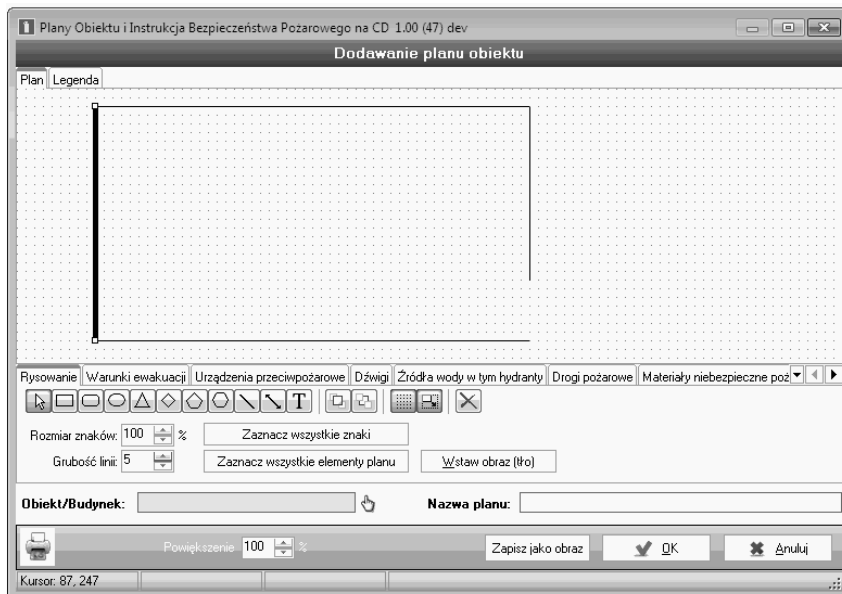 Plany Obiektu i Instrukcja Bezpieczeństwa Pożarowego na CD 1.00 (47) dev
Dodawanie planu obiektu
Plan Legenda
Rysowanie Warunki ewakuacji Urządzenia przeciwpożarowe Dźwigi Źródła wody w tym hydranty Drogi pożarowe Materiały niebezpieczne poż
T
Rozmiar znaków: 100 % Zaznacz wszystkie znaki
Grubość linii: 5 Zaznacz wszystkie elementy planu Wstaw obraz (tło)
Obiekt/Budynek: Nazwa planu:
Powiększenie 100 % Zapisz jako obraz OK Anuluj
Kursor: 87, 247